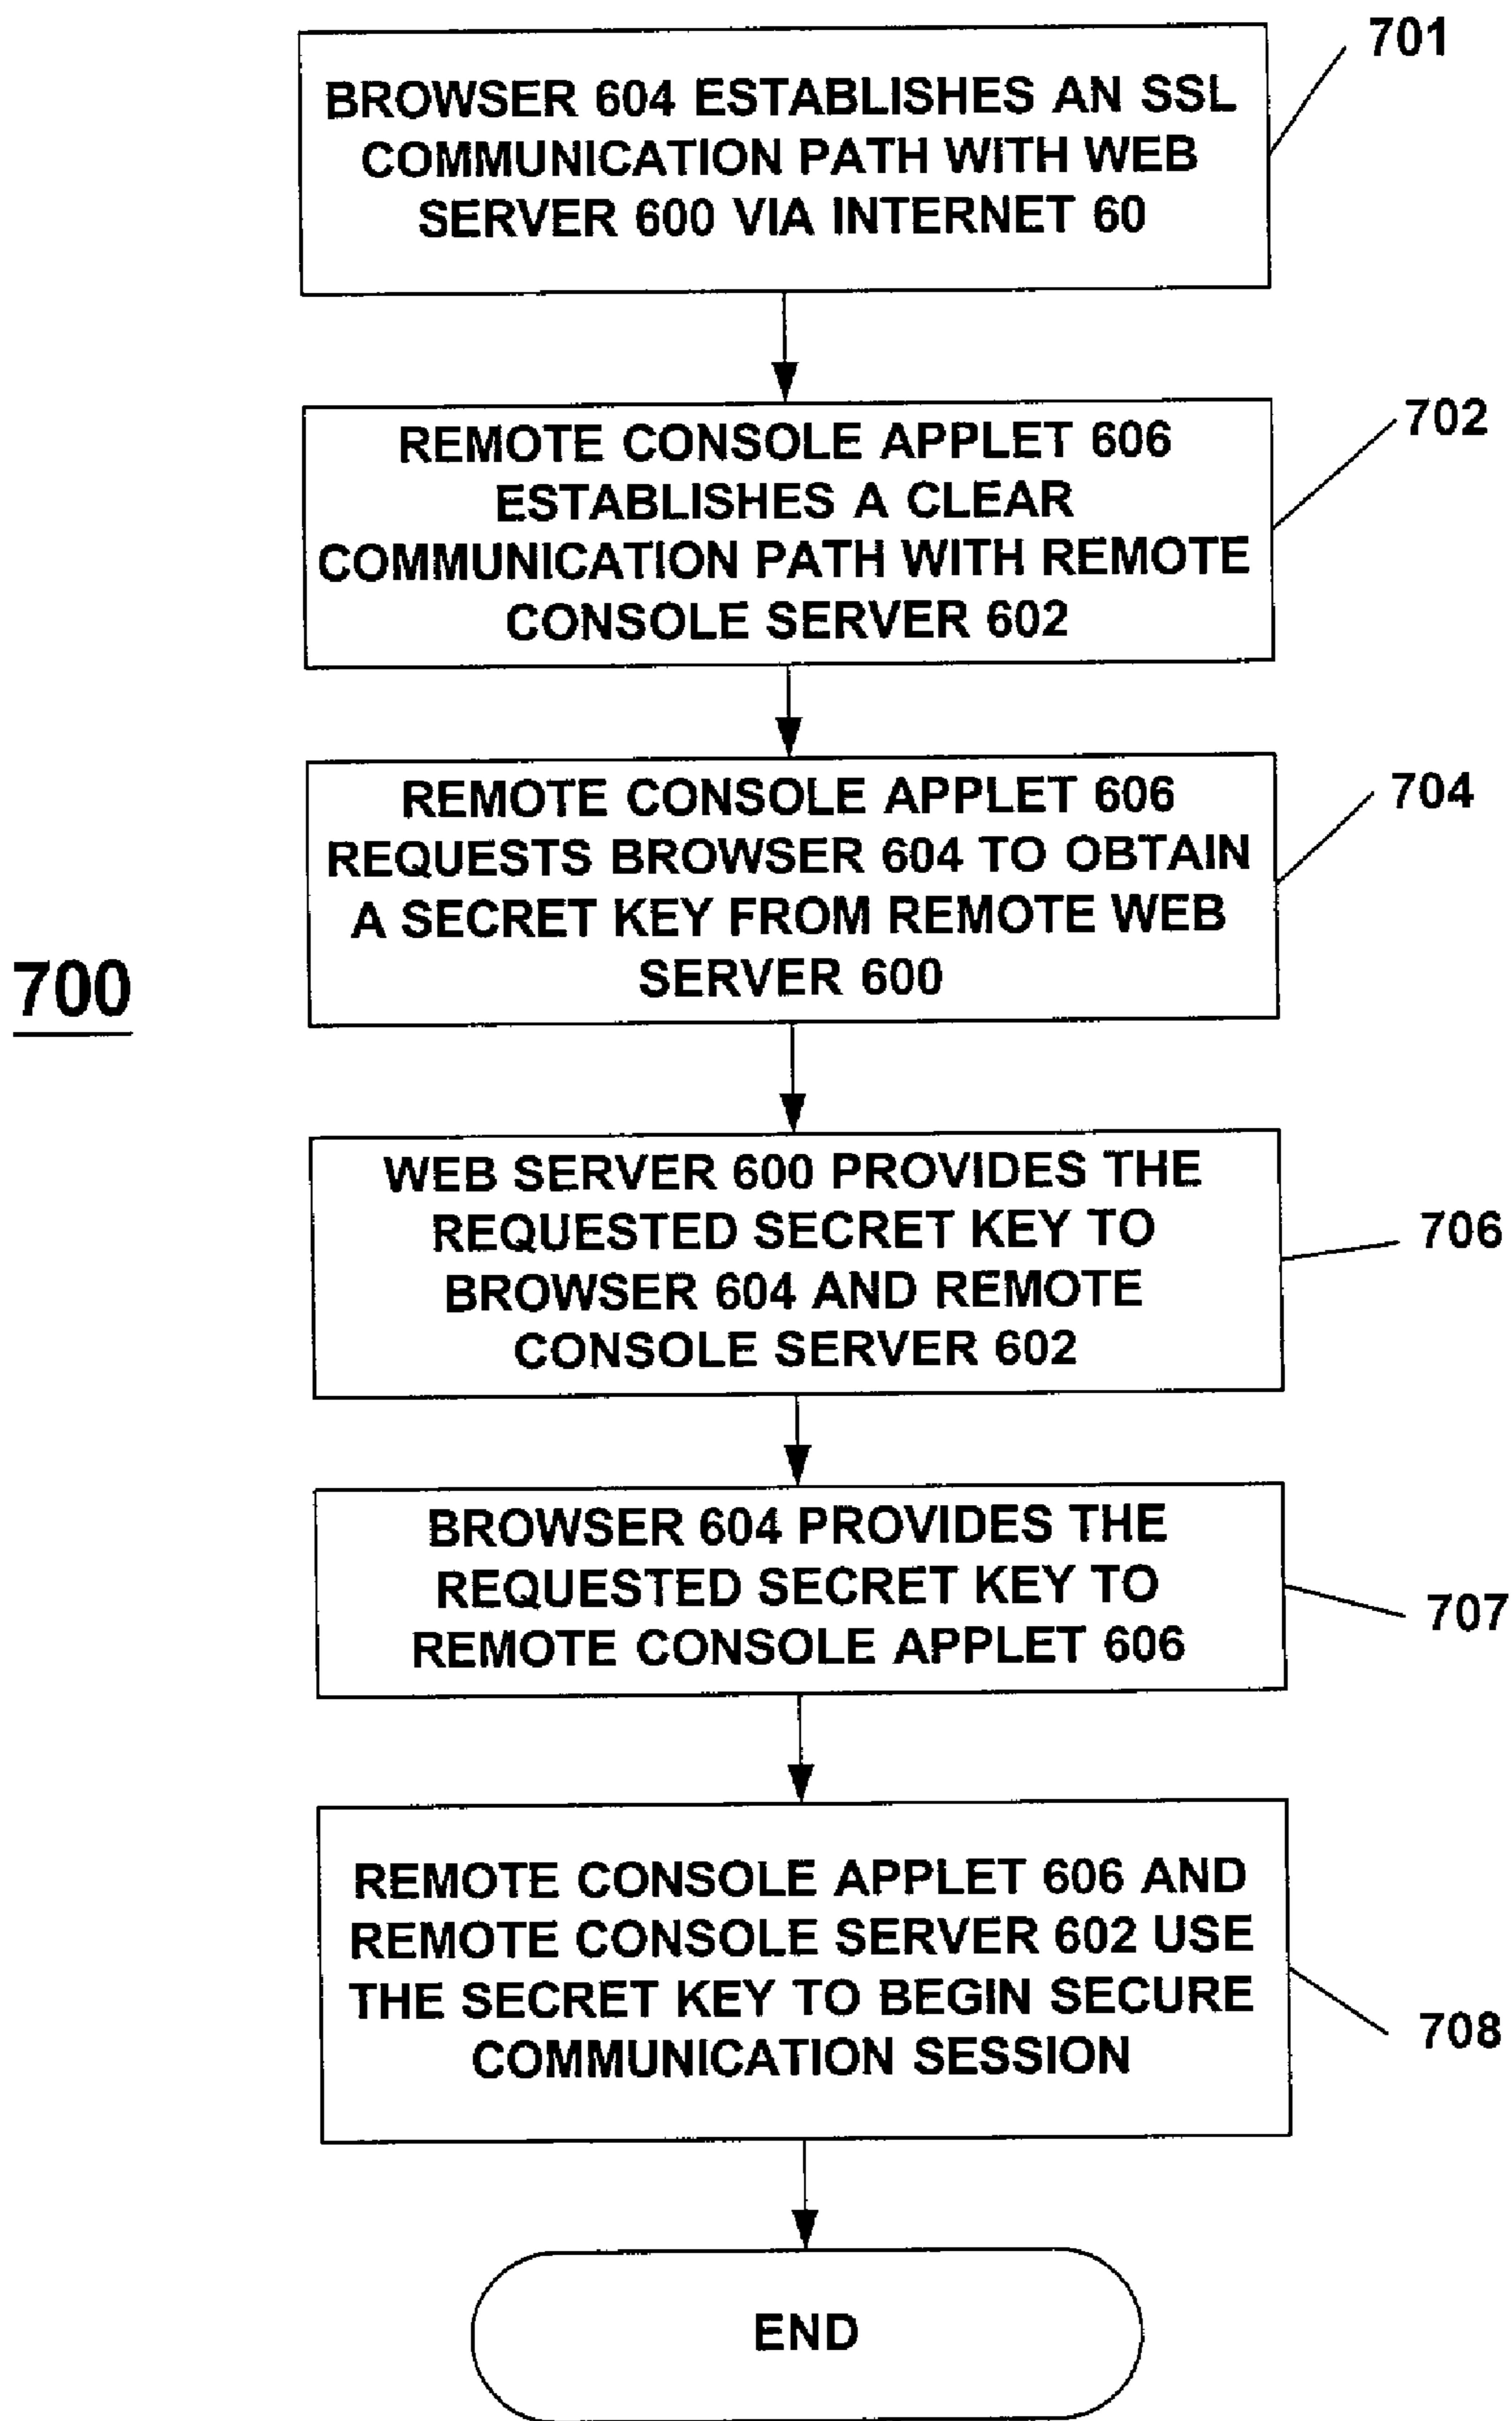 701
BROWSER 604 ESTABLISHES AN SSL
COMMUNICATION PATH WITH WEB
SERVER 600 VIA INTERNET 60
702
REMOTE CONSOLE APPLET 606
ESTABLISHES A CLEAR
COMMUNICATION PATH WITH REMOTE
CONSOLE SERVER 602
704
REMOTE CONSOLE APPLET 606
REQUESTS BROWSER 604 TO OBTAIN
A SECRET KEY FROM REMOTE WEB
SERVER 600
700
706
WEB SERVER 600 PROVIDES THE
REQUESTED SECRET KEY TO
BROWSER 604 AND REMOTE
CONSOLE SERVER 602
707
BROWSER 604 PROVIDES THE
REQUESTED SECRET KEY TO
REMOTE CONSOLE APPLET 606
708
REMOTE CONSOLE APPLET 606 AND
REMOTE CONSOLE SERVER 602 USE
THE SECRET KEY TO BEGIN SECURE
COMMUNICATION SESSION
END